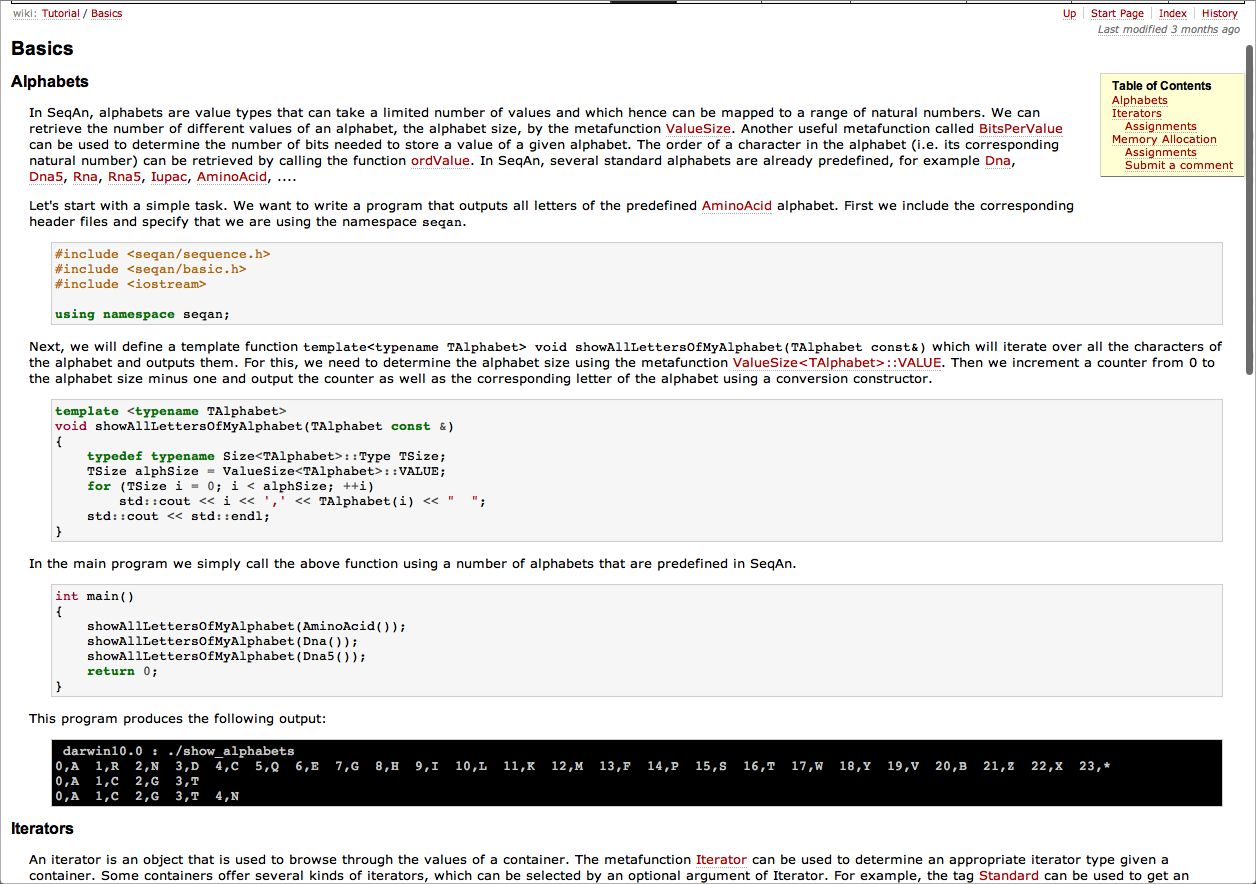 wiki: Tutorial / Basics
Up Start Page Index History
Last modified 3 months ago
Basics
Alphabets
Table of Contents
Alphabets
Iterators
Assignments
Memory Allocation
Assignments
Submit a comment
In SeqAn, alphabets are value types that can take a limited number of values and which hence can be mapped to a range of natural numbers. We can
retrieve the number of different values of an alphabet, the alphabet size, by the metafunction ValueSize. Another useful metafunction called BitsPerValue
can be used to determine the number of bits needed to store a value of a given alphabet. The order of a character in the alphabet (i.e. its corresponding
natural number) can be retrieved by calling the function ordValue. In SeqAn, several standard alphabets are already predefined, for example Dna,
Dna5, Rna, Rna5, Iupac, AminoAcid, ....
Let's start with a simple task. We want to write a program that outputs all letters of the predefined AminoAcid alphabet. First we include the corresponding
header files and specify that we are using the namespace seqan.
#include <seqan/sequence.h>
#include <seqan/basic.h>
#include <iostream>
using namespace seqan;
Next, we will define a template function template<typename TAlphabet> void showAllLettersOfMyAlphabet(TAlphabet const&) which will iterate over all the characters of
the alphabet and outputs them. For this, we need to determine the alphabet size using the metafunction ValueSize<TAlphabet>::VALUE. Then we increment a counter from 0 to
the alphabet size minus one and output the counter as well as the corresponding letter of the alphabet using a conversion constructor.
template <typename TAlphabet>
void showAllLettersOfMyAlphabet(TAlphabet const &)
{
    typedef typename Size<TAlphabet>::Type TSize;
    TSize alphSize = ValueSize<TAlphabet>::VALUE;
    for (TSize i = 0; i < alphSize; ++i)
        std::cout << i << ',' << TAlphabet(i) << "  ";
    std::cout << std::endl;
}
In the main program we simply call the above function using a number of alphabets that are predefined in SeqAn.
int main()
{
    showAllLettersOfMyAlphabet(AminoAcid());
    showAllLettersOfMyAlphabet(Dna());
    showAllLettersOfMyAlphabet(Dna5());
    return 0;
}
This program produces the following output:
darwin10.0 : ./show_alphabets
0,A  1,R  2,N  3,D  4,C  5,Q  6,E  7,G  8,H  9,I  10,L  11,K  12,M  13,F  14,P  15,S  16,T  17,W  18,Y  19,V  20,B  21,Z  22,X  23,*
0,A  1,C  2,G  3,T
0,A  1,C  2,G  3,T  4,N
Iterators
An iterator is an object that is used to browse through the values of a container. The metafunction Iterator can be used to determine an appropriate iterator type given a
container. Some containers offer several kinds of iterators, which can be selected by an optional argument of Iterator. For example, the tag Standard can be used to get an